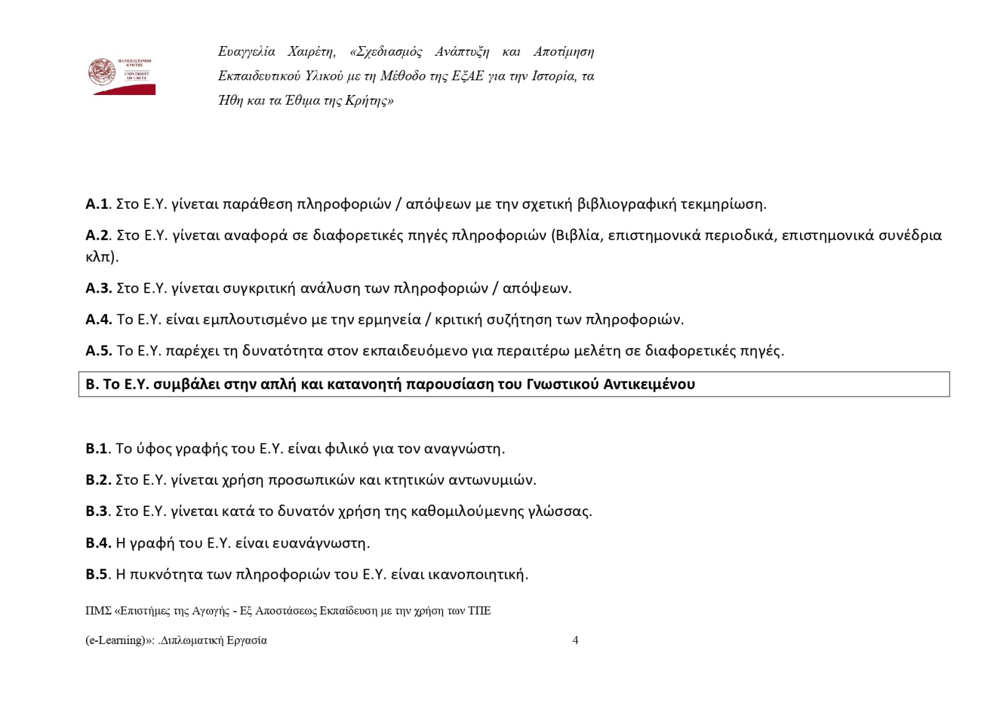 ΠΑΝΕΠΙΣΤΗΜΙΟ
ΚΡΗΤΗΣ
UNIVERSITY
OF CRETE
Ευαγγελία Χαιρέτη, «Σχεδιασμός Ανάπτυξη και Αποτίμηση
Εκπαιδευτικού Υλικού με τη Μέθοδο της ΕξΑΕ για την Ιστορία, τα
Ήθη και τα Έθιμα της Κρήτης»
Α.1. Στο Ε.Υ. γίνεται παράθεση πληροφοριών / απόψεων με την σχετική βιβλιογραφική τεκμηρίωση.
Α.2. Στο Ε.Υ. γίνεται αναφορά σε διαφορετικές πηγές πληροφοριών (Βιβλία, επιστημονικά περιοδικά, επιστημονικά συνέδρια
κλπ).
Α.3. Στο Ε.Υ. γίνεται συγκριτική ανάλυση των πληροφοριών / απόψεων.
Α.4. Το Ε.Υ. είναι εμπλουτισμένο με την ερμηνεία / κριτική συζήτηση των πληροφοριών.
Α.5. Το Ε.Υ. παρέχει τη δυνατότητα στον εκπαιδευόμενο για περαιτέρω μελέτη σε διαφορετικές πηγές.
Β. Το Ε.Υ. συμβάλει στην απλή και κατανοητή παρουσίαση του Γνωστικού Αντικειμένου
Β.1. Το ύφος γραφής του Ε.Υ. είναι φιλικό για τον αναγνώστη.
Β.2. Στο Ε.Υ. γίνεται χρήση προσωπικών και κτητικών αντωνυμιών.
Β.3. Στο Ε.Υ. γίνεται κατά το δυνατόν χρήση της καθομιλούμενης γλώσσας.
Β.4. Η γραφή του Ε.Υ. είναι ευανάγνωστη.
Β.5. Η πυκνότητα των πληροφοριών του Ε.Υ. είναι ικανοποιητική.
ΠΜΣ «Επιστήμες της Αγωγής - Εξ Αποστάσεως Εκπαίδευση με την χρήση των ΤΠΕ
(e-Learning)»: .Διπλωματική Εργασία 4